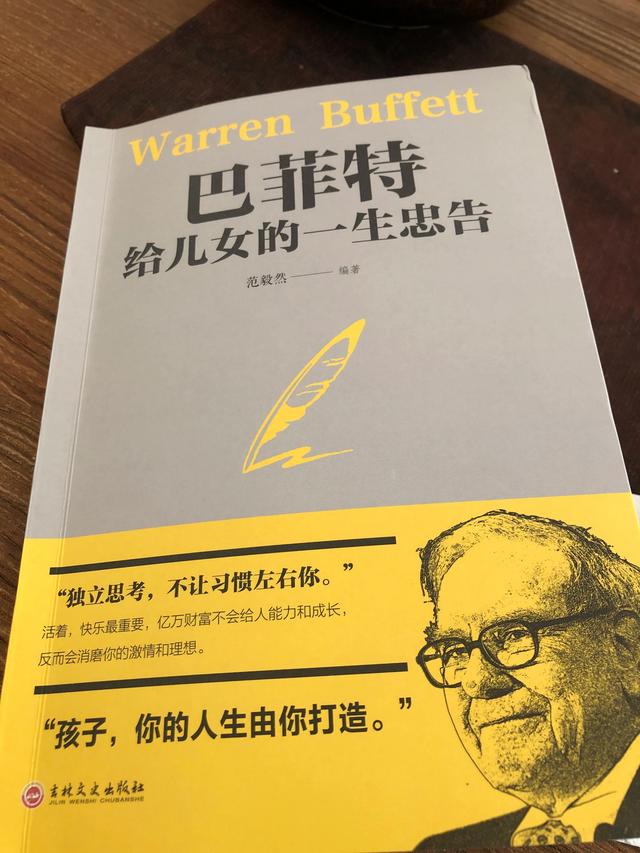 Warren Buffett
巴菲特
给儿女的一生忠告
范毅然——编著
“独立思考，不让习惯左右你。”
活着，快乐最重要，亿万财富不会给人能力和成长，
反而会消磨你的激情和理想。
“孩子，你的人生由你打造。”
吉林文史出版社
JILIN WENSHI CHUBANSHE